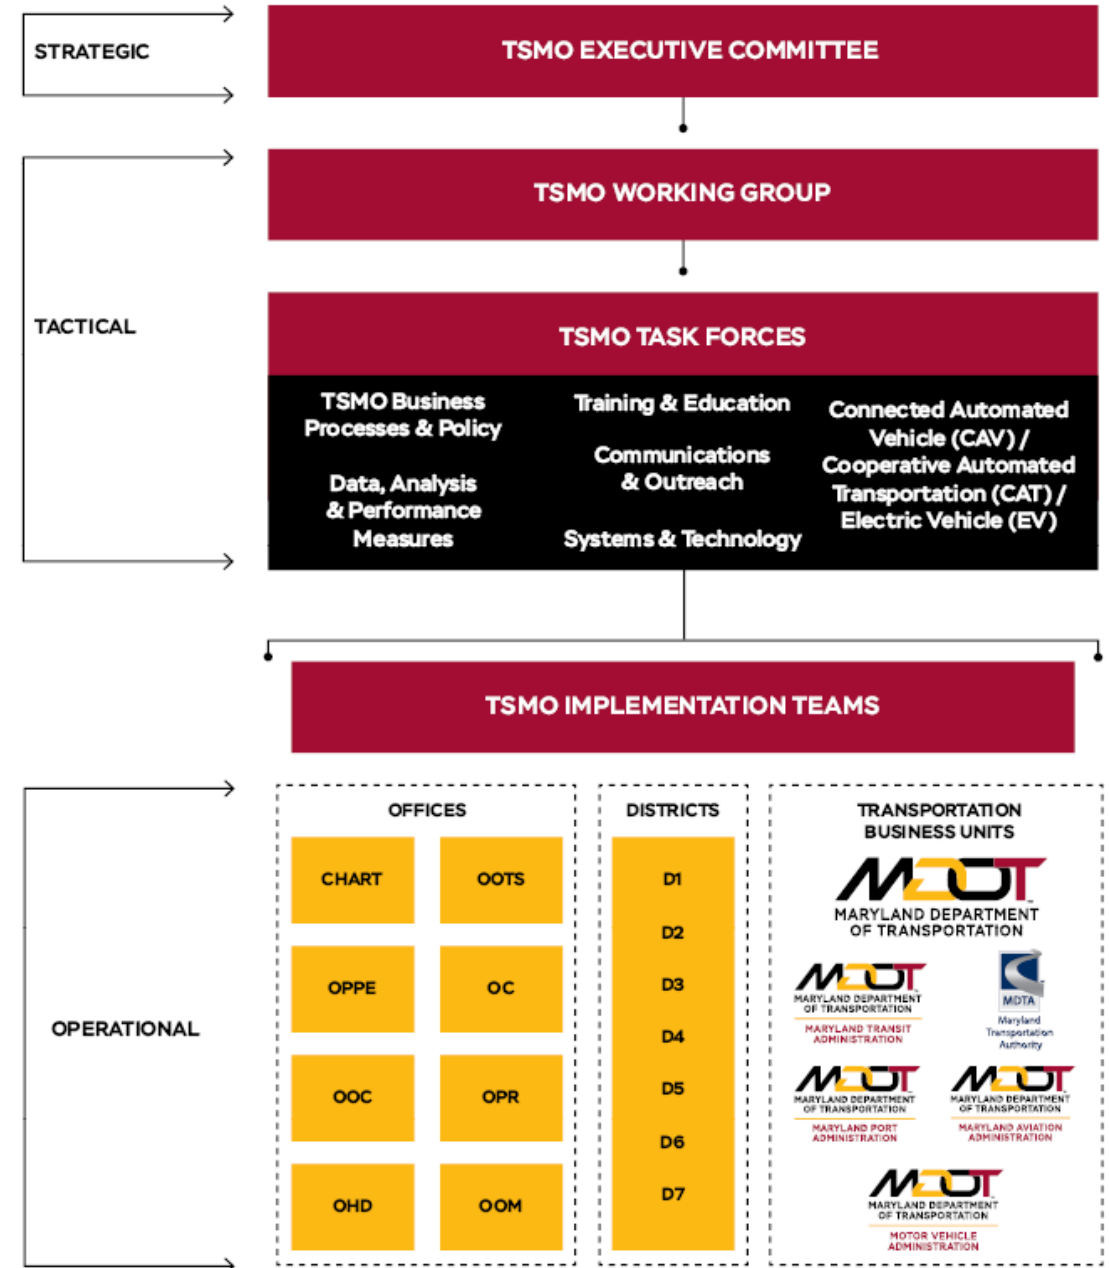 STRATEGIC
TSMO EXECUTIVE COMMITTEE
TSMO WORKING GROUP
TACTICAL
TSMO TASK FORCES
TSMO Business
Processes & Policy
Data, Analysis
& Performance
Measures
Training & Education
Communications
& Outreach
Systems & Technology
Connected Automated
Vehicle (CAV) /
Cooperative Automated
Transportation (CAT) /
Electric Vehicle (EV)
TSMO IMPLEMENTATION TEAMS
OPERATIONAL
OFFICES
CHART
OOTS
OPPE
OC
OOC
OPR
OHD
OOM
DISTRICTS
D1
D2
D3
D4
D5
D6
D7
TRANSPORTATION
BUSINESS UNITS
MDOT
MARYLAND DEPARTMENT
OF TRANSPORTATION
MDOT
MARYLAND DEPARTMENT
OF TRANSPORTATION
MARYLAND TRANSIT
ADMINISTRATION
MDTA
Maryland
Transportation
Authority
MDOT
MARYLAND DEPARTMENT
OF TRANSPORTATION
MARYLAND PORT
ADMINISTRATION
MDOT
MARYLAND DEPARTMENT
OF TRANSPORTATION
MARYLAND AVIATION
ADMINISTRATION
MDOT
MARYLAND DEPARTMENT
OF TRANSPORTATION
MOTOR VEHICLE
ADMINISTRATION